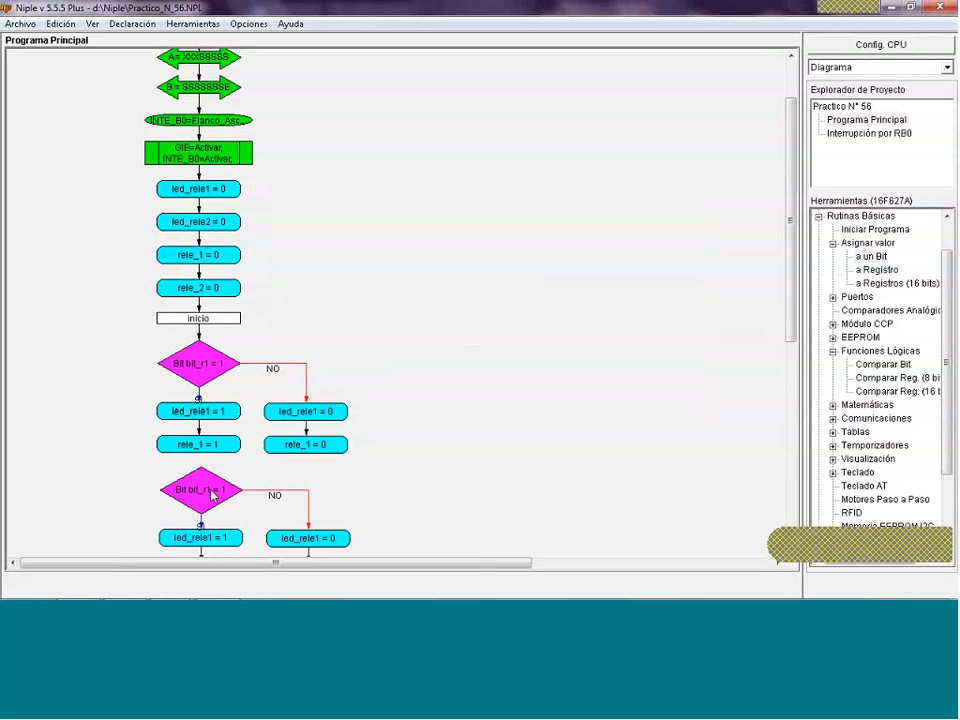 Niple v 5.5.5 Plus - d:\Niple\Practico_N_56.NPL
Archivo Edición Ver Declaración Herramientas Opciones Ayuda
Programa Principal
A= XXXSSSSS
B = SSSSSSSE
INTE_B0=Flanco_Asc,
GIE=Activar,
INTE_B0=Activar,
led_rele1 = 0
led_rele2 = 0
rele_1 = 0
rele_2 = 0
inicio
Bit bit_r1 = 1
NO
led_rele1 = 1
led_rele1 = 0
rele_1 = 1
rele_1 = 0
Bit bit_r1 = 1
NO
led_rele1 = 1
led_rele1 = 0
Config. CPU
Diagrama
Explorador de Proyecto
Practico N° 56
Programa Principal
Interrupción por RB0
Herramientas (16F627A)
Rutinas Básicas
Iniciar Programa
Asignar valor
a un Bit
a Registro
a Registros (16 bits)
Puertos
Comparadores Analógic
Módulo CCP
EEPROM
Funciones Lógicas
Comparar Bit
Comparar Reg. (8 bi
Comparar Reg. (16 b
Matemáticas
Comunicaciones
Tablas
Temporizadores
Visualización
Teclado
Teclado AT
Motores Paso a Paso
RFID
Memoria EEPROM I2C